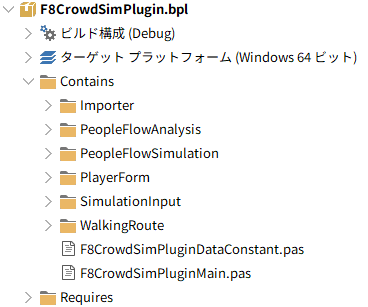 F8CrowdSimPlugin.bpl
ビルド構成 (Debug)
ターゲット プラットフォーム (Windows 64 ビット)
Contains
Importer
PeopleFlowAnalysis
PeopleFlowSimulation
PlayerForm
SimulationInput
WalkingRoute
F8CrowdSimPluginDataConstant.pas
F8CrowdSimPluginMain.pas
Requires